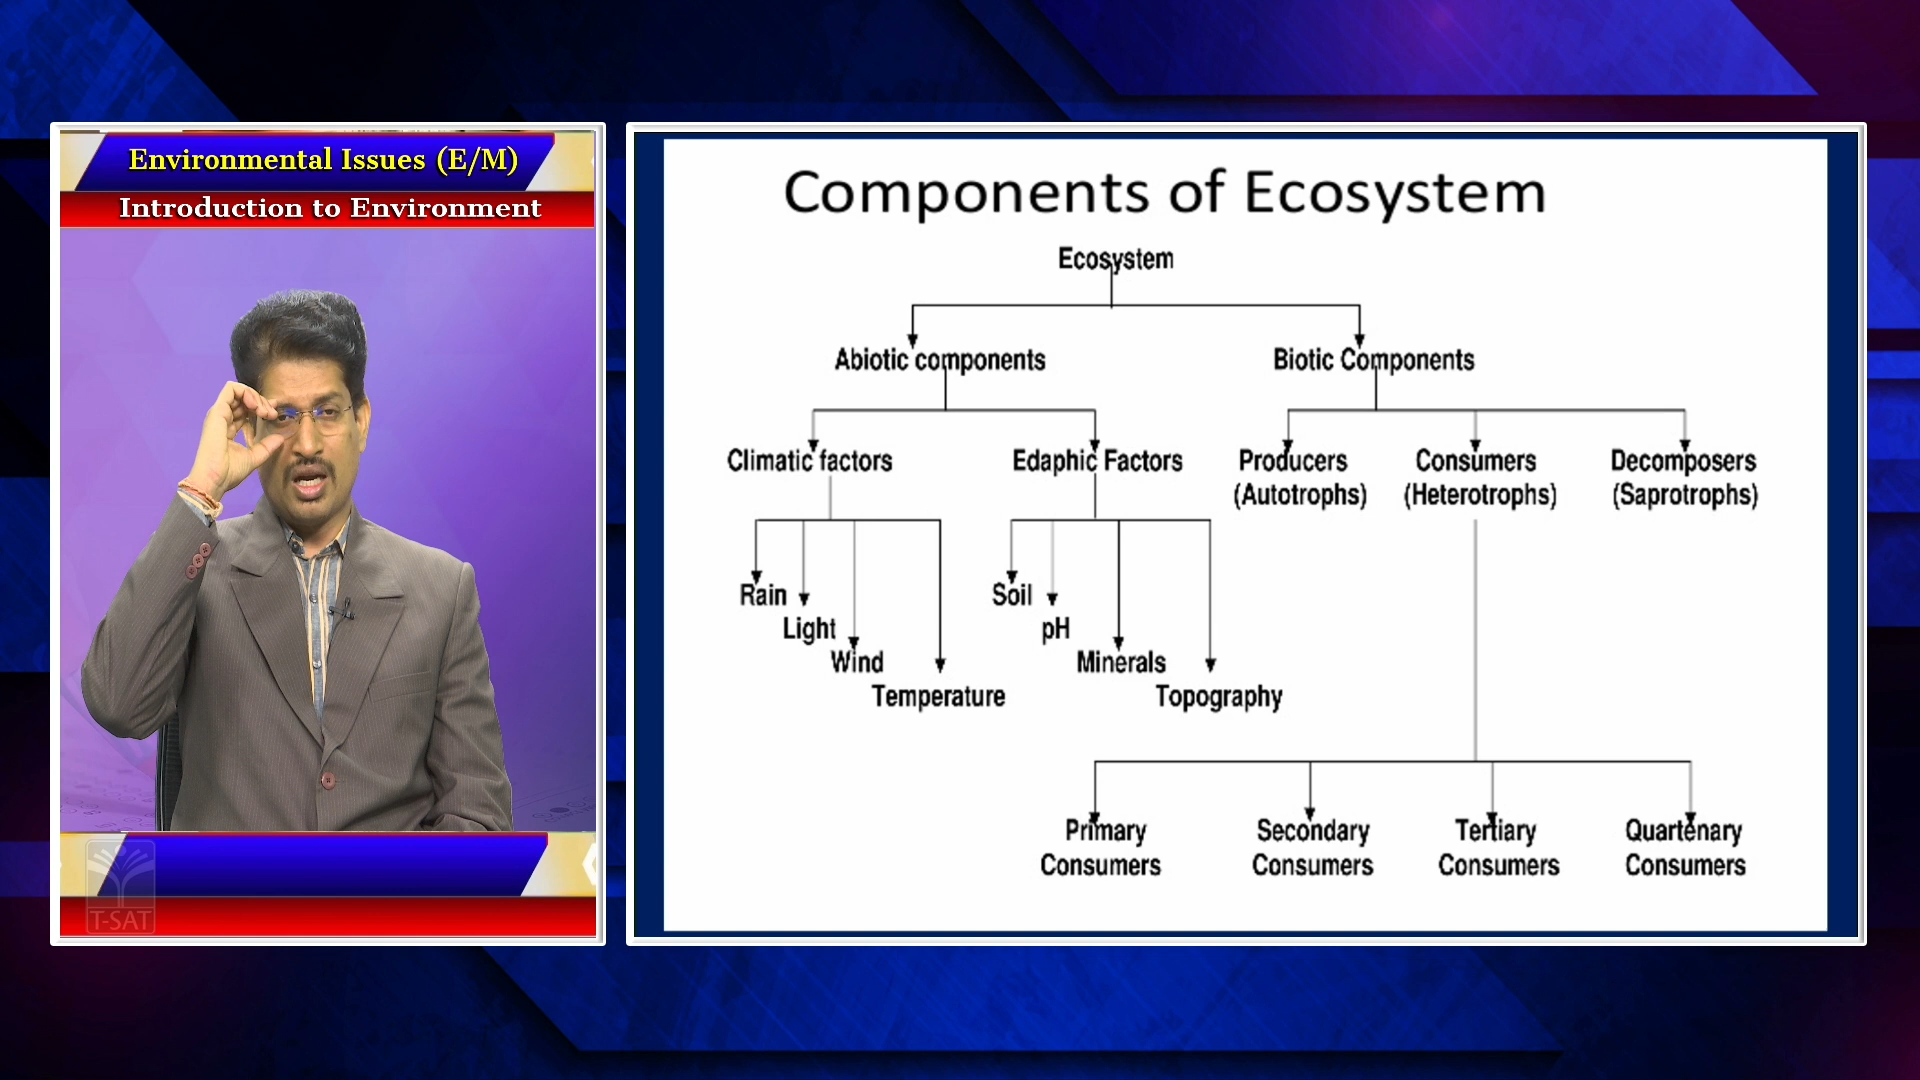 Environmental Issues (E/M)
Introduction to Environment
T-SAT
Components of Ecosystem
Ecosystem
Abiotic components
Biotic Components
Climatic factors
Edaphic Factors
Producers
(Autotrophs)
Consumers
(Heterotrophs)
Decomposers
(Saprotrophs)
Rain
Light
Wind
Temperature
Soil
pH
Minerals
Topography
Primary
Consumers
Secondary
Consumers
Tertiary
Consumers
Quartenary
Consumers